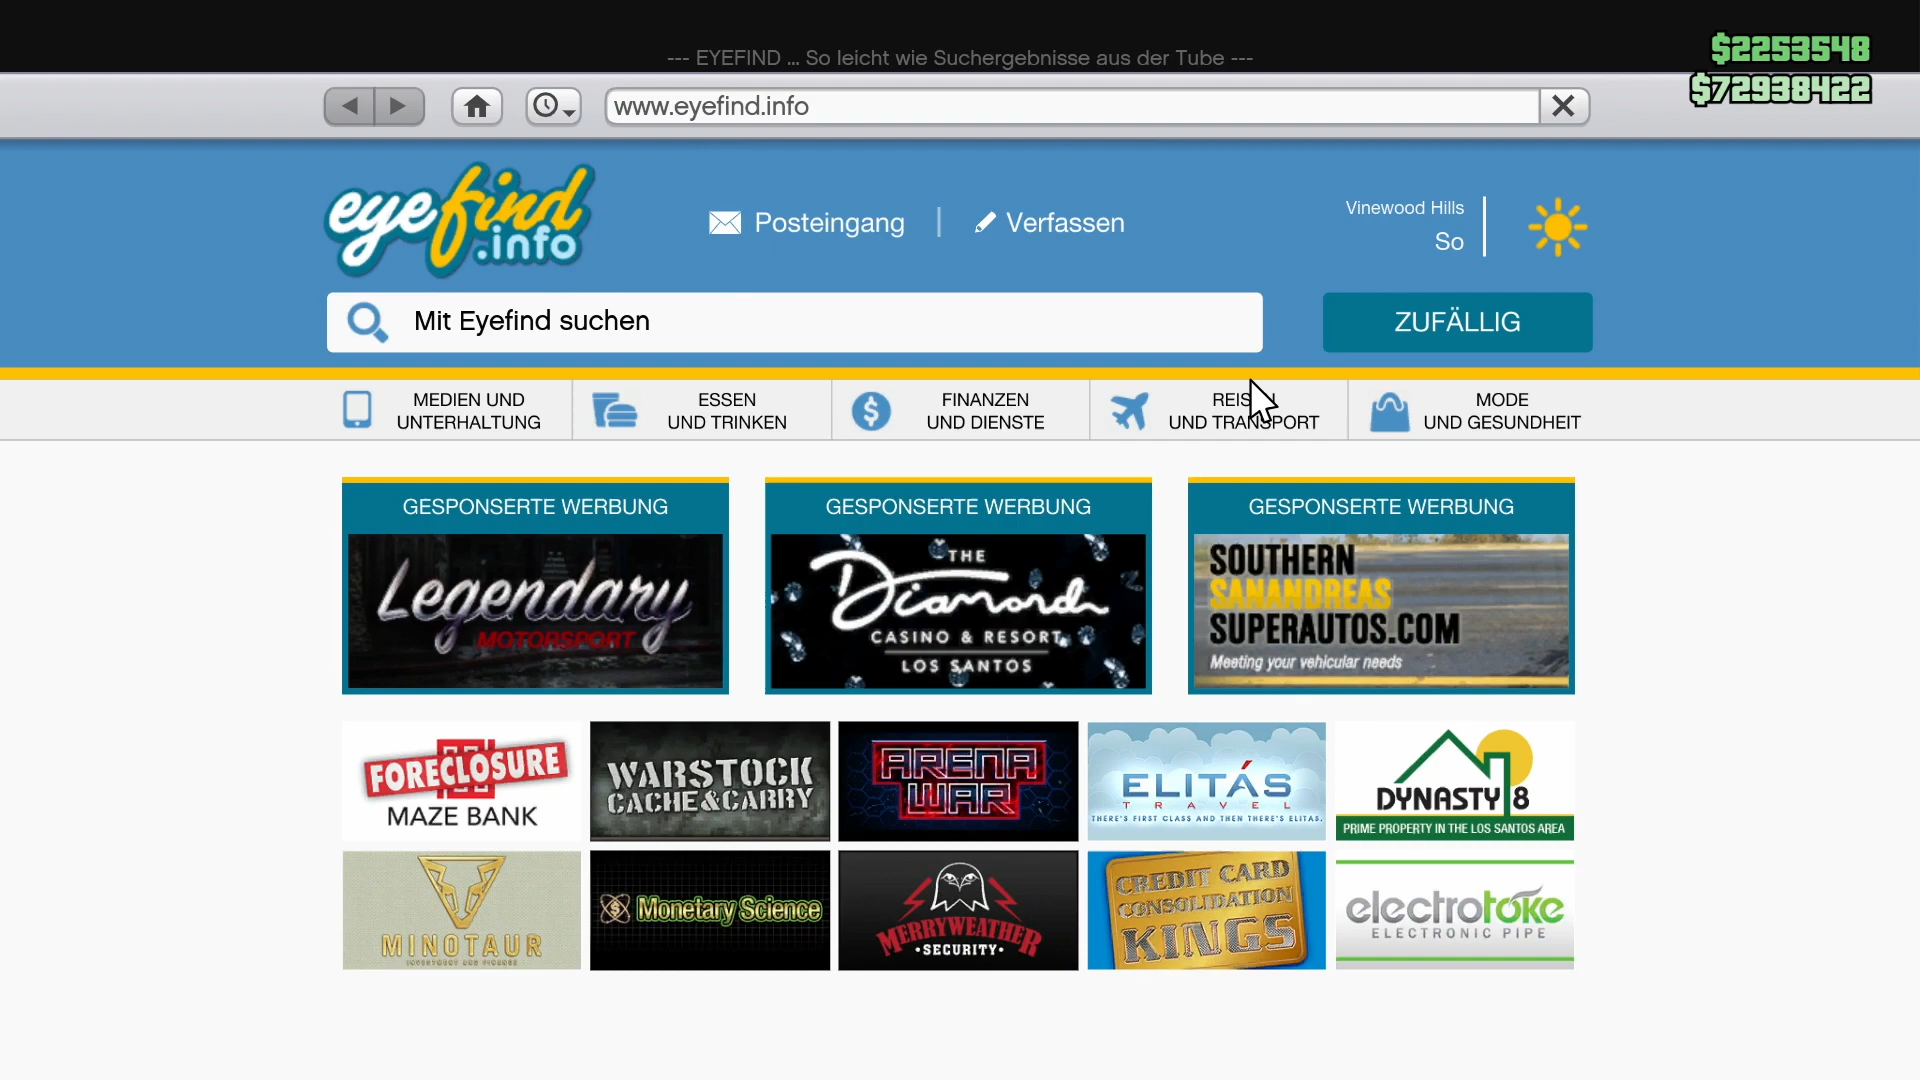 --- EYEFIND ... So leicht wie Suchergebnisse aus der Tube ---
$2253548
$72938422
www.eyefind.info
eyefind
.info
Posteingang
Verfassen
Vinewood Hills
So
Mit Eyefind suchen
ZUFÄLLIG
MEDIEN UND
UNTERHALTUNG
ESSEN
UND TRINKEN
FINANZEN
UND DIENSTE
UND TRANSPORT
MODE
UND GESUNDHEIT
GESPONSERTE WERBUNG
Legendary
MOTORSPORT
GESPONSERTE WERBUNG
THE
Diamond
CASINO & RESORT
LOS SANTOS
GESPONSERTE WERBUNG
SOUTHERN
SANANDREAS
SUPERAUTOS.COM
Meeting your vehicular needs
FORECLOSURE
MAZE BANK
WARSTOCK
CACHE&CARRY
ARENA
WAR
ELITÁS
TRAVEL
THERE'S FIRST CLASS AND THEN THERE'S ELITAS.
DYNASTY 8
PRIME PROPERTY IN THE LOS SANTOS AREA
MINOTAUR
INVESTMENT AND FINANCE
Monetary Science
MERRYWEATHER
•SECURITY•
CREDIT CARD
CONSOLIDATION
KINGS
electrotoke
ELECTRONIC PIPE